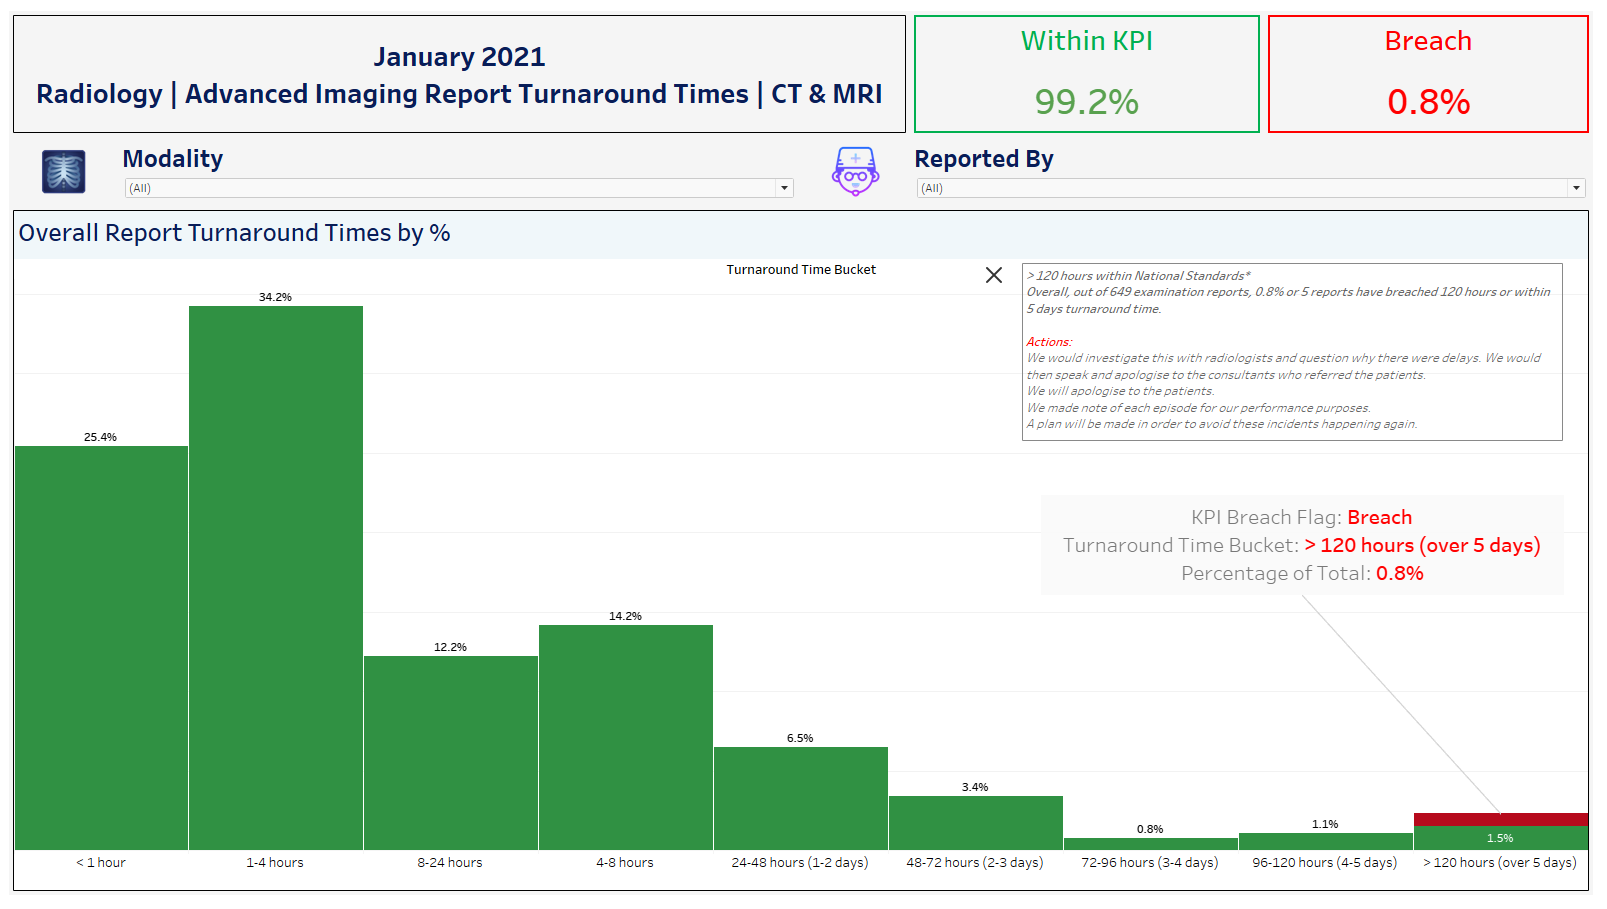 January 2021
Radiology | Advanced Imaging Report Turnaround Times | CT & MRI
Within KPI
99.2%
Breach
0.8%
Modality
(All)
Reported By
(All)
Overall Report Turnaround Times by %
Turnaround Time Bucket
> 120 hours within National Standards*
Overall, out of 649 examination reports, 0.8% or 5 reports have breached 120 hours or within
5 days turnaround time.
Actions:
We would investigate this with radiologists and question why there were delays. We would
then speak and apologise to the consultants who referred the patients.
We will apologise to the patients.
We made note of each episode for our performance purposes.
A plan will be made in order to avoid these incidents happening again.
KPI Breach Flag: Breach
Turnaround Time Bucket: > 120 hours (over 5 days)
Percentage of Total: 0.8%
25.4%
34.2%
12.2%
14.2%
6.5%
3.4%
0.8%
1.1%
1.5%
< 1 hour
1-4 hours
8-24 hours
4-8 hours
24-48 hours (1-2 days)
48-72 hours (2-3 days)
72-96 hours (3-4 days)
96-120 hours (4-5 days)
> 120 hours (over 5 days)